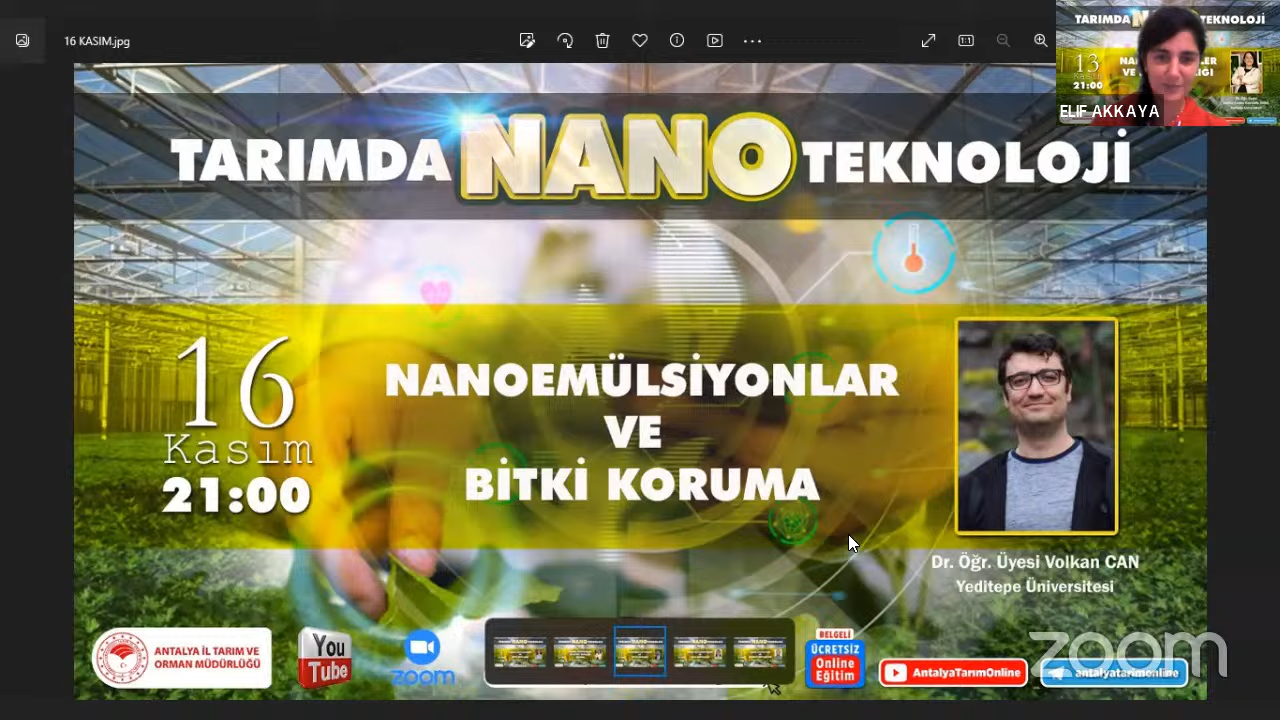 16 KASIM.jpg
TARIMDA NANO TEKNOLOJİ
13
21:00
ELIF AKKAYA
TARIMDA NANO TEKNOLOJİ
16
Kasım
21:00
NANOEMÜLSİYONLAR
VE
BİTKİ KORUMA
Dr. Öğr. Üyesi Volkan CAN
Yeditepe Üniversitesi
ANTALYA İL TARIM VE
ORMAN MÜDÜRLÜĞÜ
You
Tube
zoom
BELGELİ
ÜCRETSİZ
Online
Eğitim
AntalyaTarımOnline
antalyatarimonline
zoom